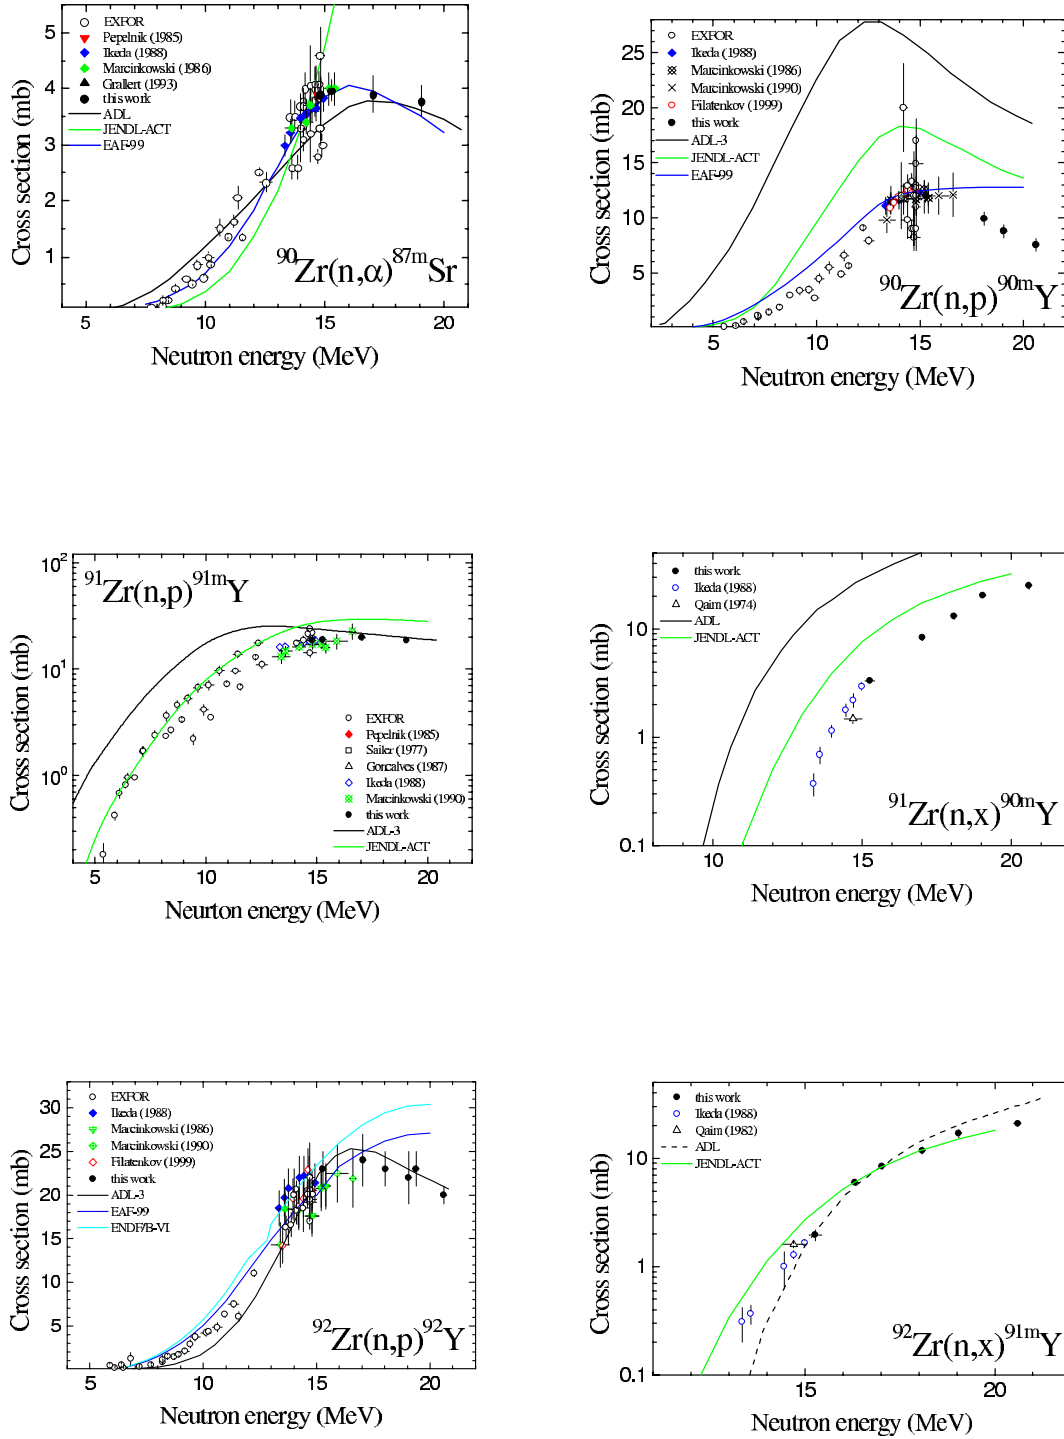 Cross section (mb)
5
4
3
2
1
EXFOR
Pepelnik (1985)
Ikeda (1988)
Marcinkowski (1986)
Grallert (1993)
this work
ADL
JENDL-ACT
EAF-99
90Zr(n,α)87mSr
5 10 15 20
Neutron energy (MeV)
Cross section (mb)
25
20
15
10
5
EXFOR
Ikeda (1988)
Marcinkowski (1986)
Marcinkowski (1990)
Filatenkov (1999)
this work
ADL-3
JENDL-ACT
EAF-99
90Zr(n,p)90mY
5 10 15 20
Neutron energy (MeV)
Cross section (mb)
10^2
10^1
10^0
91Zr(n,p)91mY
EXFOR
Pepelnik (1985)
Sailer (1977)
Goncalves (1987)
Ikeda (1988)
Marcinkowski (1990)
this work
ADL-3
JENDL-ACT
5 10 15 20
Neurton energy (MeV)
Cross section (mb)
10
1
0.1
this work
Ikeda (1988)
Qaim (1974)
ADL
JENDL-ACT
91Zr(n,x)90mY
10 15 20
Neutron energy (MeV)
Cross section (mb)
30
25
20
15
10
5
EXFOR
Ikeda (1988)
Marcinkowski (1986)
Marcinkowski (1990)
Filatenkov (1999)
this work
ADL-3
EAF-99
ENDF/B-VI
92Zr(n,p)92Y
5 10 15 20
Neutron energy (MeV)
Cross section (mb)
10
1
0.1
this work
Ikeda (1988)
Qaim (1982)
ADL
JENDL-ACT
92Zr(n,x)91mY
15 20
Neutron energy (MeV)